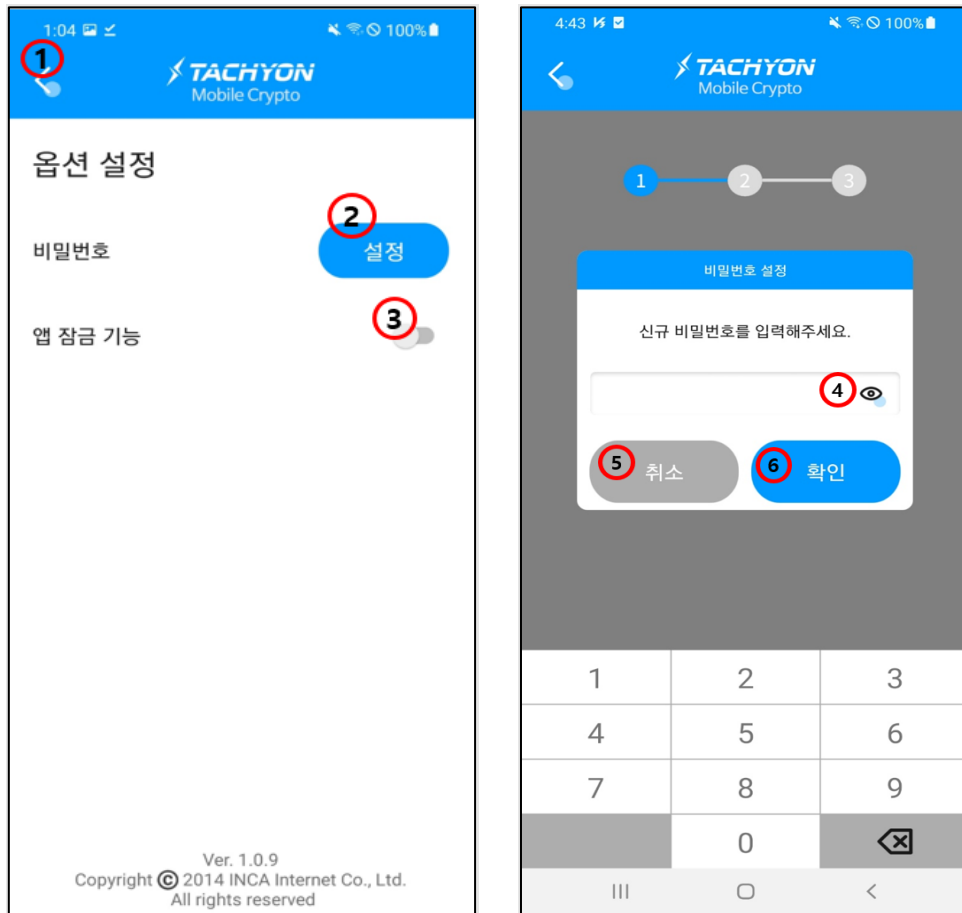 1:04
100%
1
TACHYON
Mobile Crypto
옵션 설정
2
비밀번호
설정
3
앱 잠금 기능
Ver. 1.0.9
Copyright © 2014 INCA Internet Co., Ltd.
All rights reserved
4:43
100%
TACHYON
Mobile Crypto
1
2
3
비밀번호 설정
신규 비밀번호를 입력해주세요.
4
5
취소
6
확인
1 2 3
4 5 6
7 8 9
0